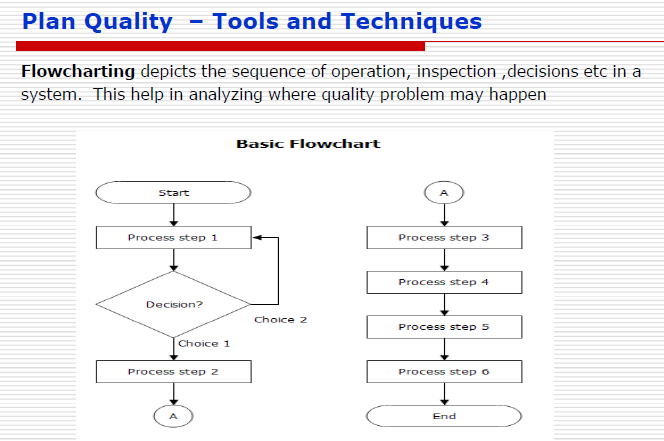 Plan Quality – Tools and Techniques
Flowcharting depicts the sequence of operation, inspection ,decisions etc in a
system. This help in analyzing where quality problem may happen
Basic Flowchart
Start
Process step 1
Decision?
Choice 2
Choice 1
Process step 2
A
A
Process step 3
Process step 4
Process step 5
Process step 6
End